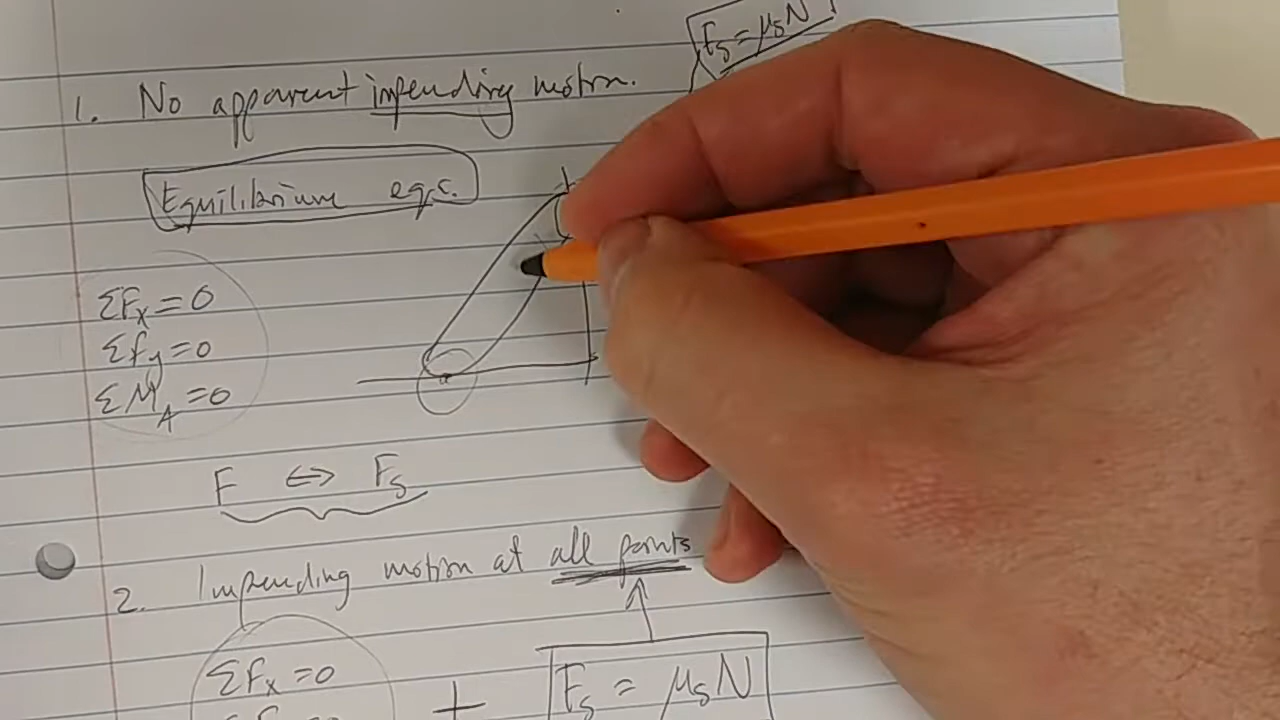 Fs = μsN
1. No apparent impending motion.
Equilibrium eqs.
ΣFx = 0
ΣFy = 0
ΣMA = 0
F ⇔ Fs
2. Impending motion at all points
ΣFx = 0
+ Fs = μsN